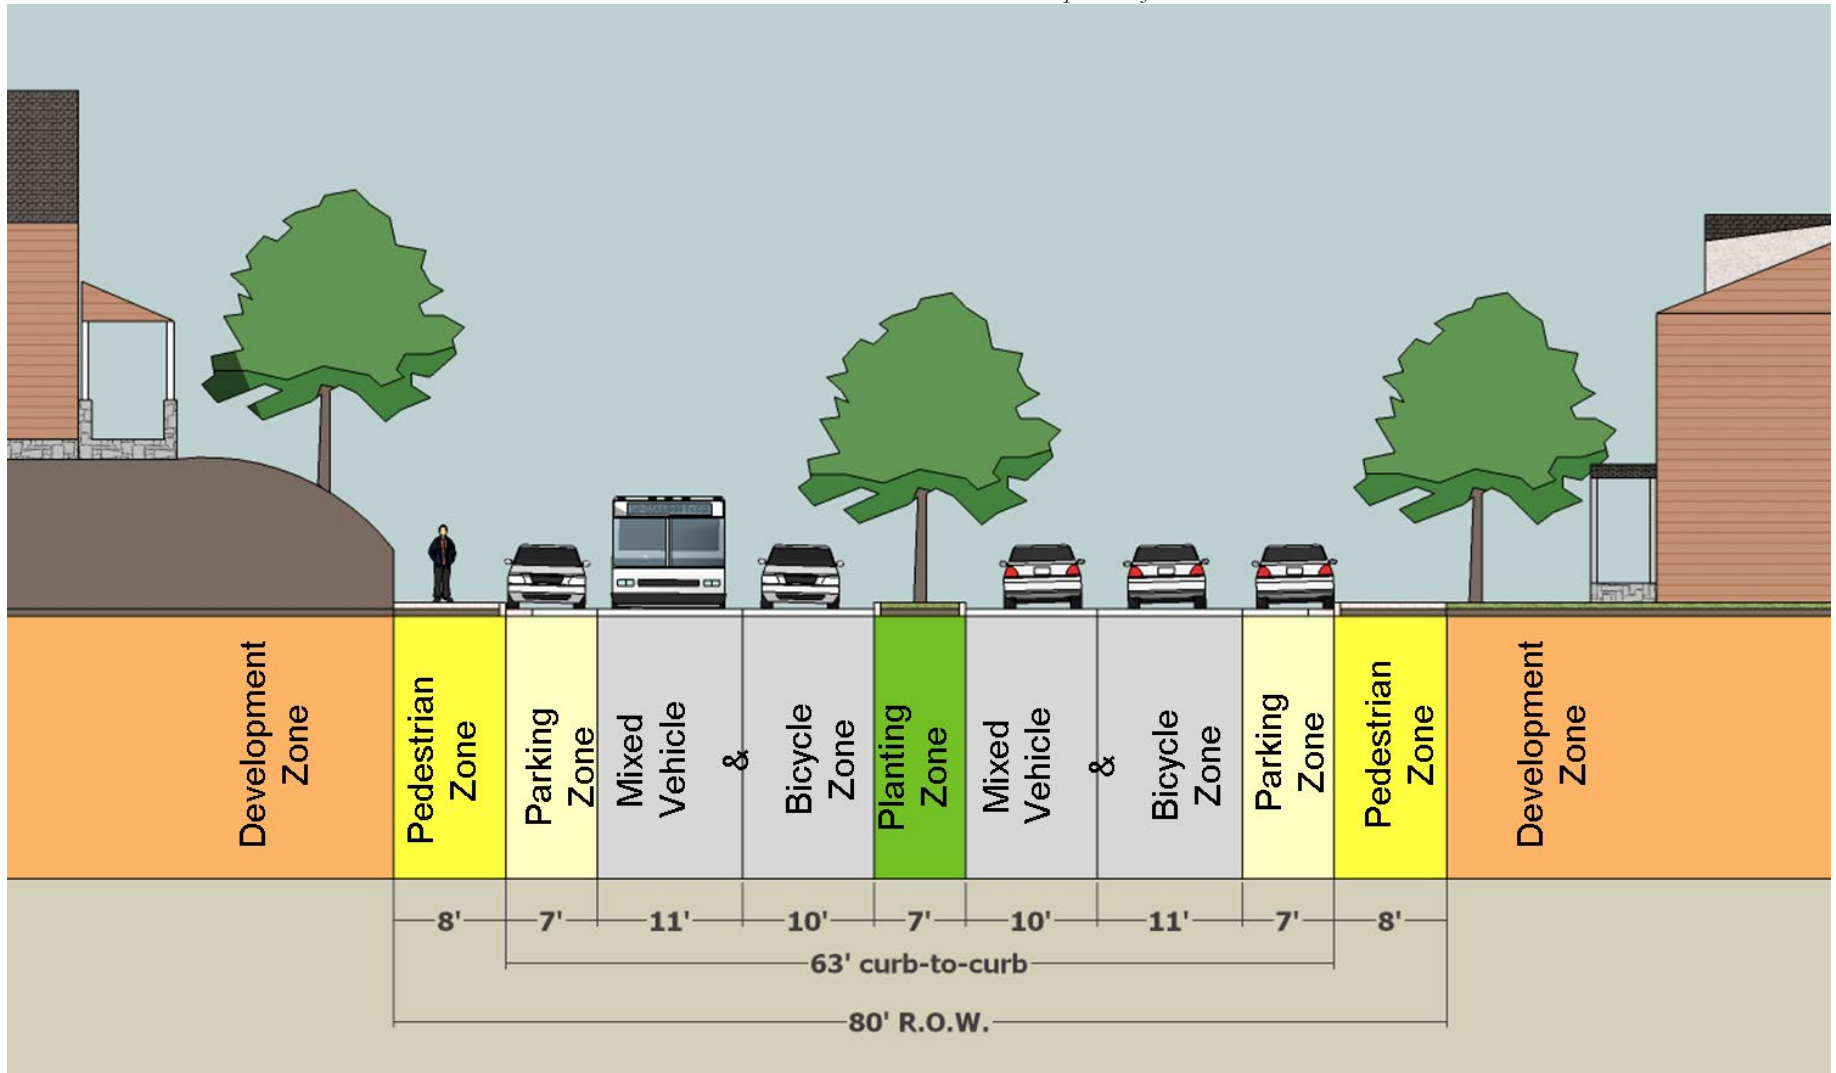 Development
Zone
Pedestrian
Zone
Parking
Zone
Mixed
Vehicle
&
Bicycle
Zone
Planting
Zone
Mixed
Vehicle
&
Bicycle
Zone
Parking
Zone
Pedestrian
Zone
Development
Zone
8' 7' 11' 10' 7' 10' 11' 7' 8'
63' curb-to-curb
80' R.O.W.